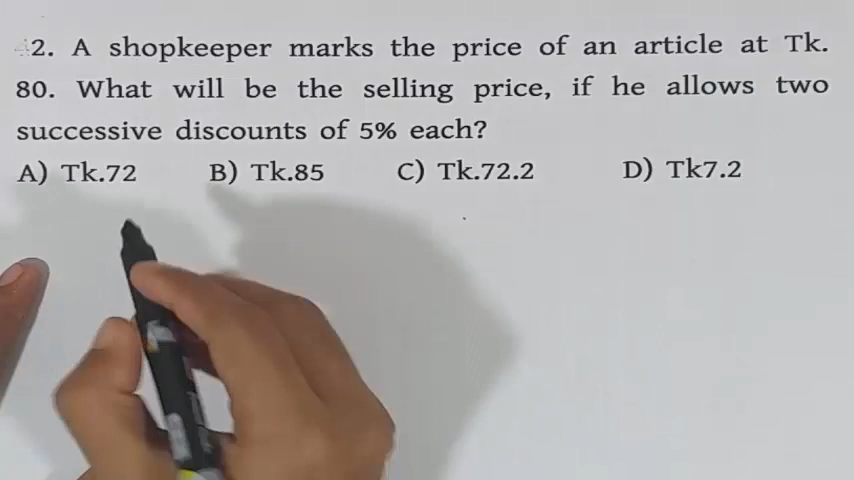 42. A shopkeeper marks the price of an article at Tk.
80. What will be the selling price, if he allows two
successive discounts of 5% each?
A) Tk.72 B) Tk.85 C) Tk.72.2 D) Tk7.2